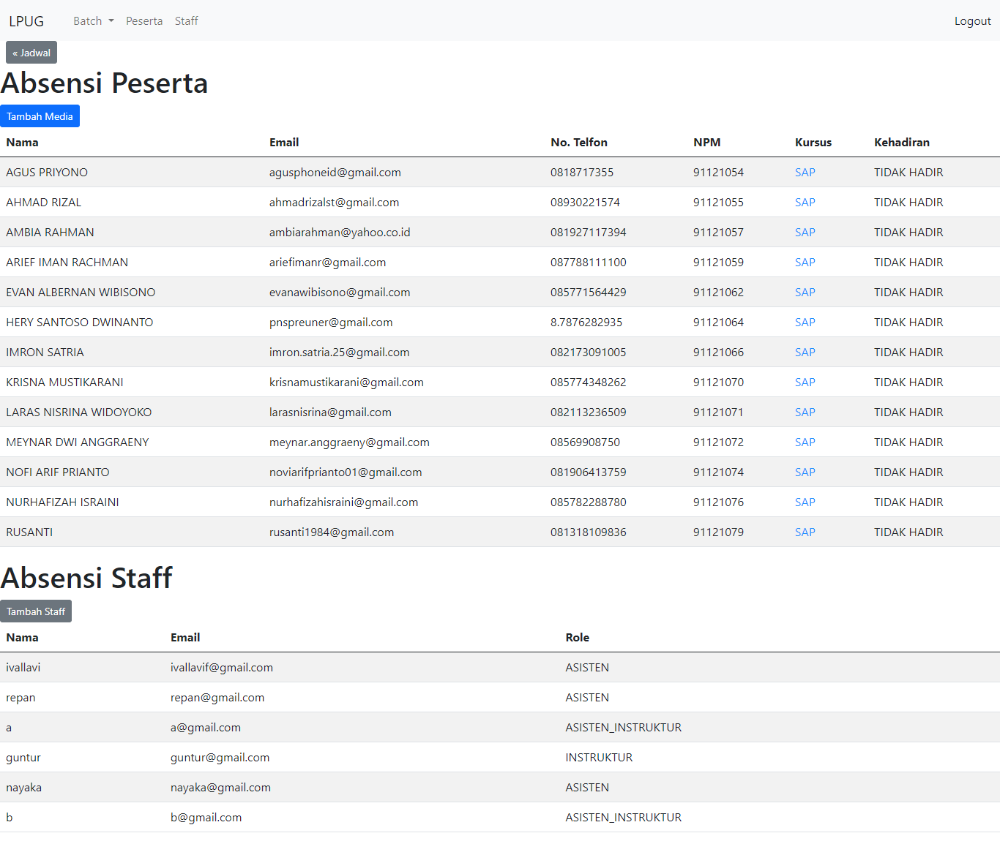 LPUG Batch Peserta Staff Logout
« Jadwal
Absensi Peserta
Tambah Media
Nama Email No. Telfon NPM Kursus Kehadiran
AGUS PRIYONO agusphoneid@gmail.com 0818717355 91121054 SAP TIDAK HADIR
AHMAD RIZAL ahmadrizalst@gmail.com 08930221574 91121055 SAP TIDAK HADIR
AMBIA RAHMAN ambiarahman@yahoo.co.id 081927117394 91121057 SAP TIDAK HADIR
ARIEF IMAN RACHMAN ariefimanr@gmail.com 087788111100 91121059 SAP TIDAK HADIR
EVAN ALBERNAN WIBISONO evanawibisono@gmail.com 085771564429 91121062 SAP TIDAK HADIR
HERY SANTOSO DWINANTO pnspreuner@gmail.com 8.7876282935 91121064 SAP TIDAK HADIR
IMRON SATRIA imron.satria.25@gmail.com 082173091005 91121066 SAP TIDAK HADIR
KRISNA MUSTIKARANI krisnamustikarani@gmail.com 085774348262 91121070 SAP TIDAK HADIR
LARAS NISRINA WIDOYOKO larasnisrina@gmail.com 082113236509 91121071 SAP TIDAK HADIR
MEYNAR DWI ANGGRAENY meynar.anggraeny@gmail.com 08569908750 91121072 SAP TIDAK HADIR
NOFI ARIF PRIANTO noviarifprianto01@gmail.com 081906413759 91121074 SAP TIDAK HADIR
NURHAFIZAH ISRAINI nurhafizahisraini@gmail.com 085782288780 91121076 SAP TIDAK HADIR
RUSANTI rusanti1984@gmail.com 081318109836 91121079 SAP TIDAK HADIR
Absensi Staff
Tambah Staff
Nama Email Role
ivallavi ivallavif@gmail.com ASISTEN
repan repan@gmail.com ASISTEN
a a@gmail.com ASISTEN_INSTRUKTUR
guntur guntur@gmail.com INSTRUKTUR
nayaka nayaka@gmail.com ASISTEN
b b@gmail.com ASISTEN_INSTRUKTUR